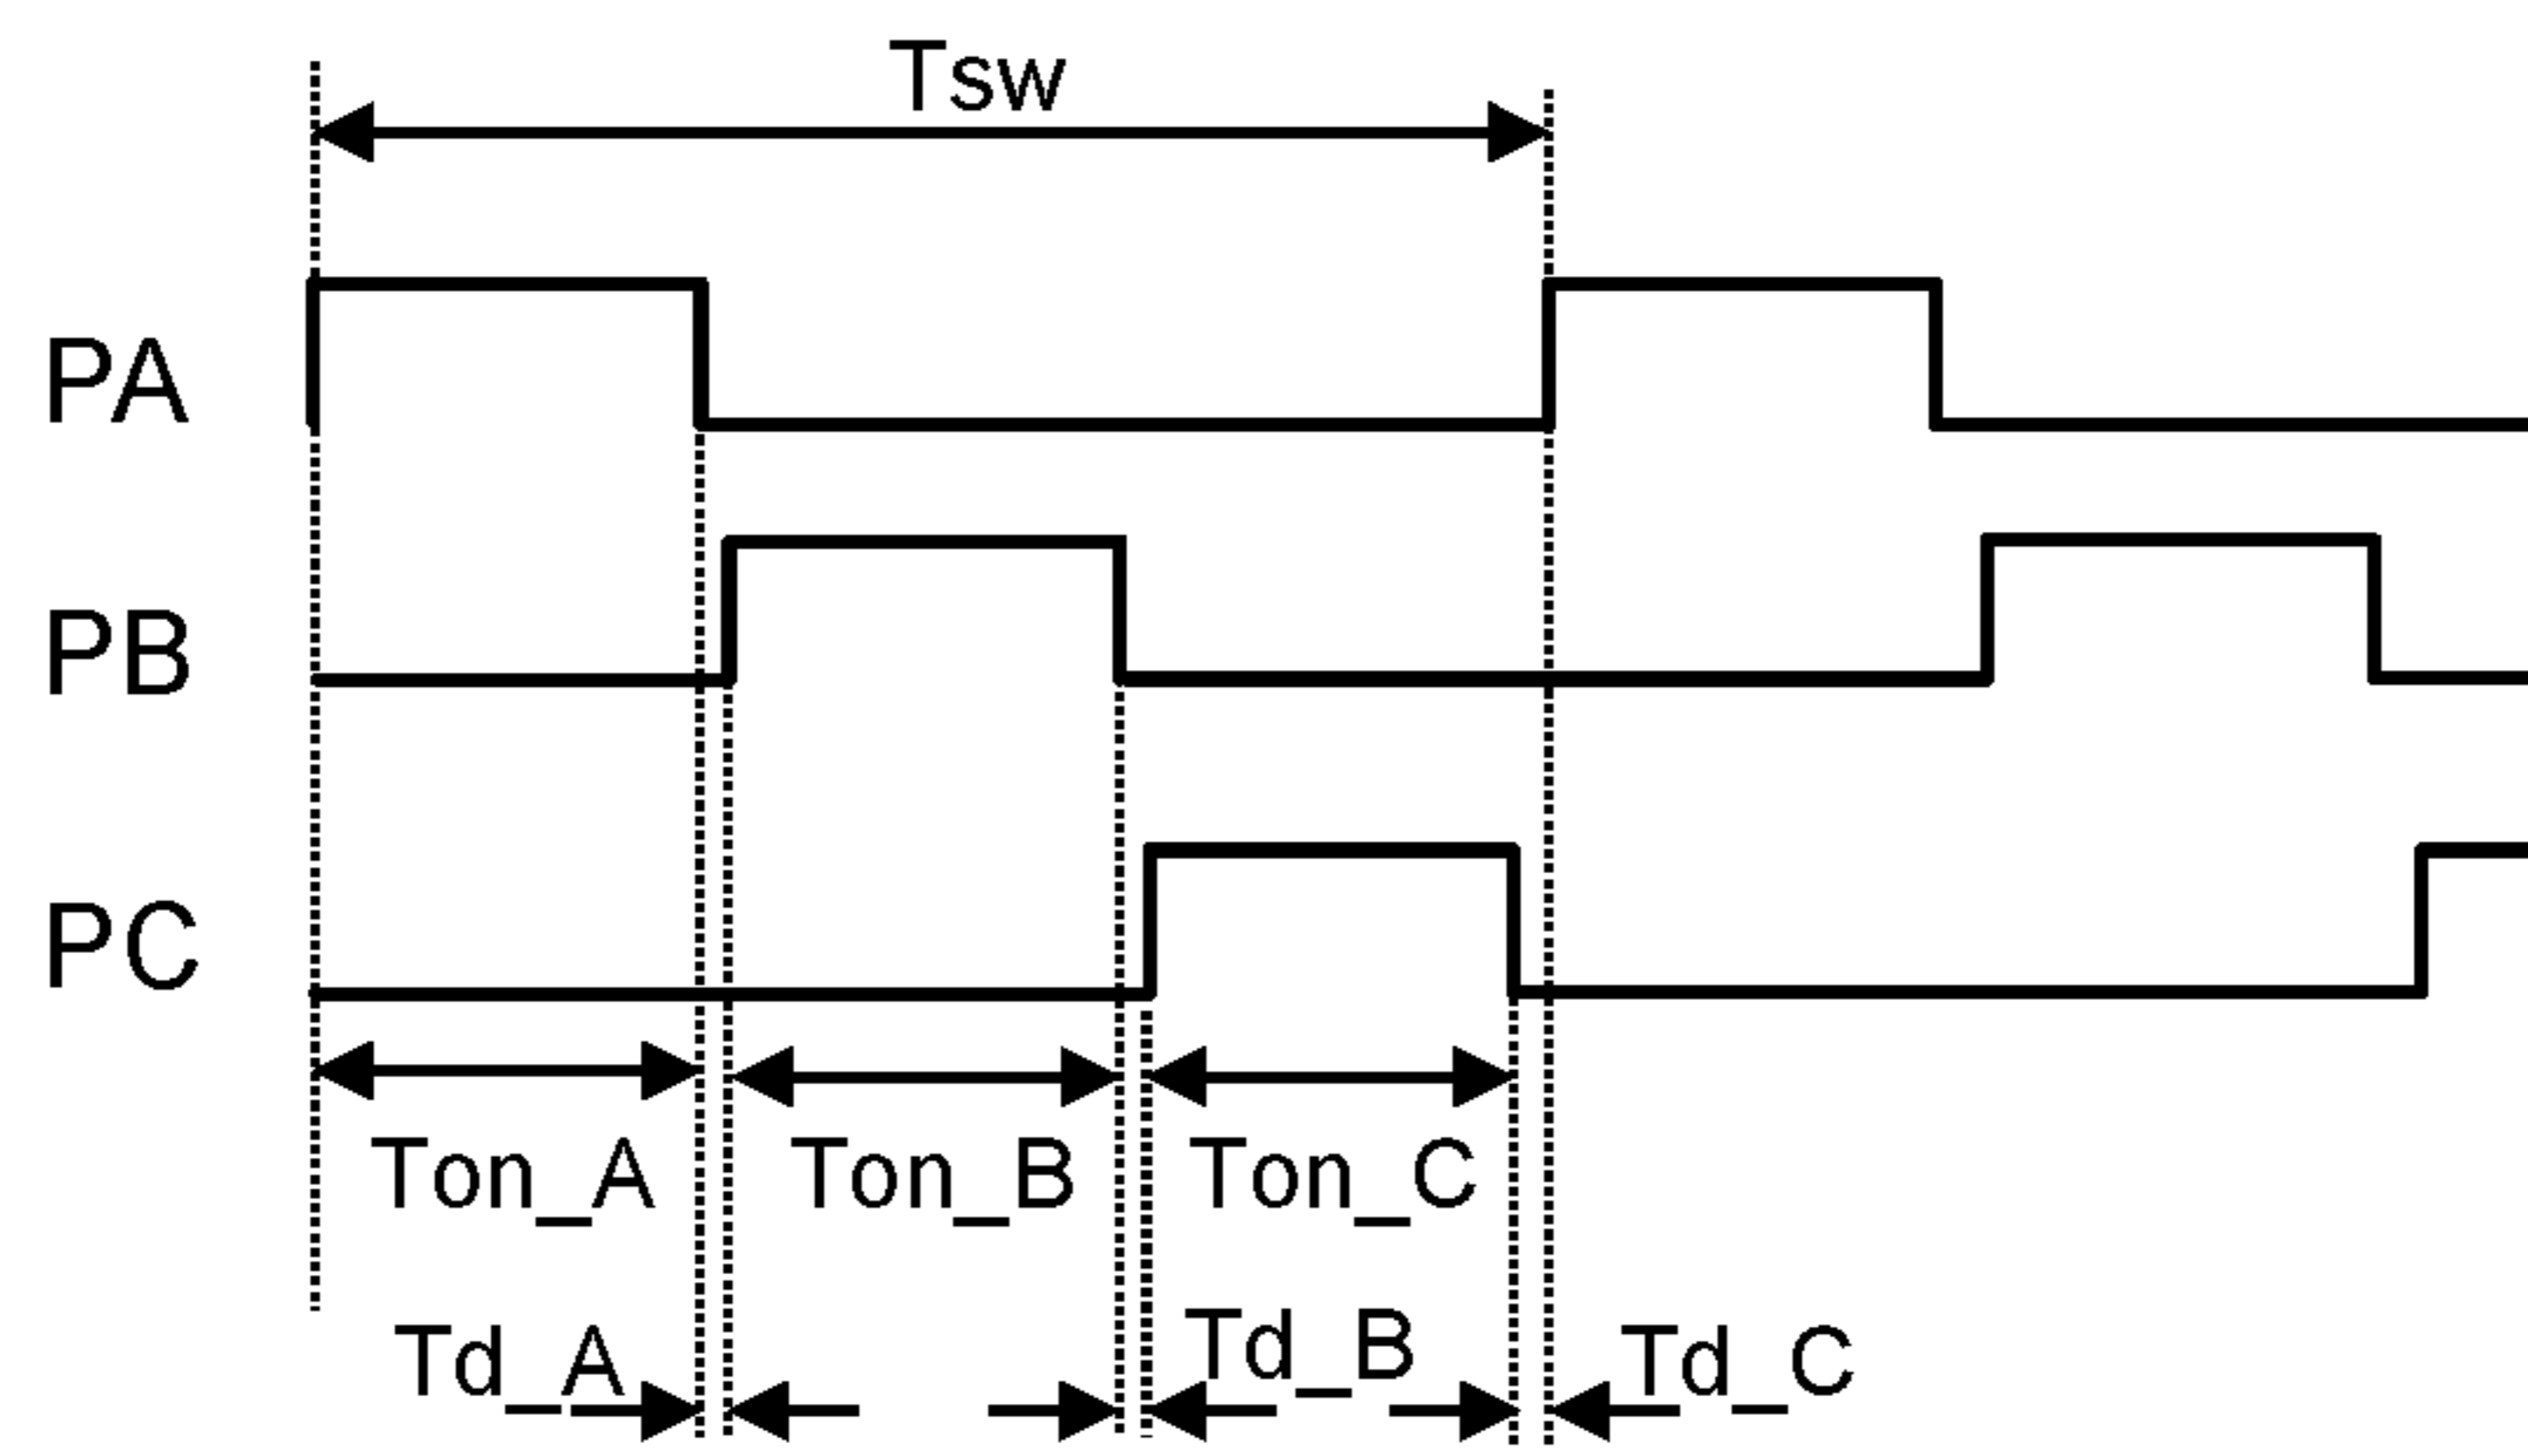 Tsw
PA
PB
PC
Ton_A Ton_B Ton_C
Td_A Td_B Td_C